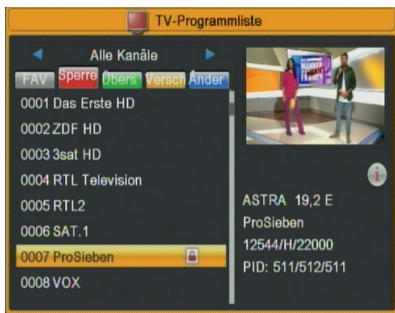 TV-Programmliste
Alle Kanäle
FAV Sperre Übers Versch Änder
0001 Das Erste HD
0002 ZDF HD
0003 3sat HD
0004 RTL Television
0005 RTL2
0006 SAT.1
0007 ProSieben
0008 VOX
MÄNNER
FRAUEN
ASTRA 19,2 E
ProSieben
12544/H/22000
PID: 511/512/511